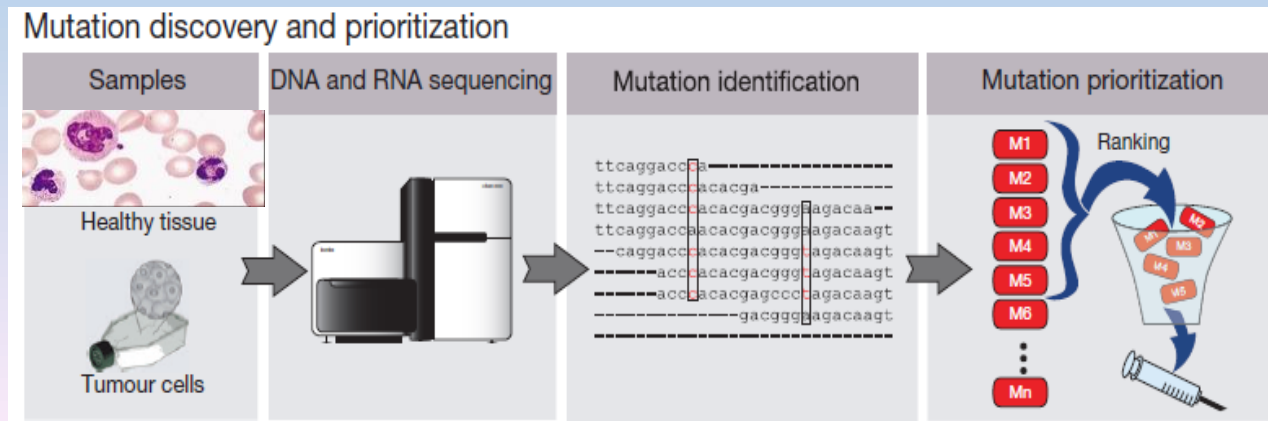 Mutation discovery and prioritization
Samples
Healthy tissue
Tumour cells
DNA and RNA sequencing
Mutation identification
ttcaggaccca
ttcaggacccacacga
ttcaggacccacacgacgggaagacaa
ttcaggaccaacacgacgggaagacaagt
caggacccacacgacgggtagacaagt
acccacacgacgggtagacaagt
acccacacgagccctagacaagt
gacgggaagacaagt
Mutation prioritization
M1
M2
M3
M4
M5
M6
Mn
Ranking
M1
M2
M3
M4
M5